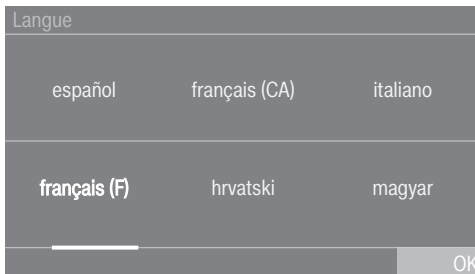 Langue
español français (CA) italiano
français (F) hrvatski magyar
OK